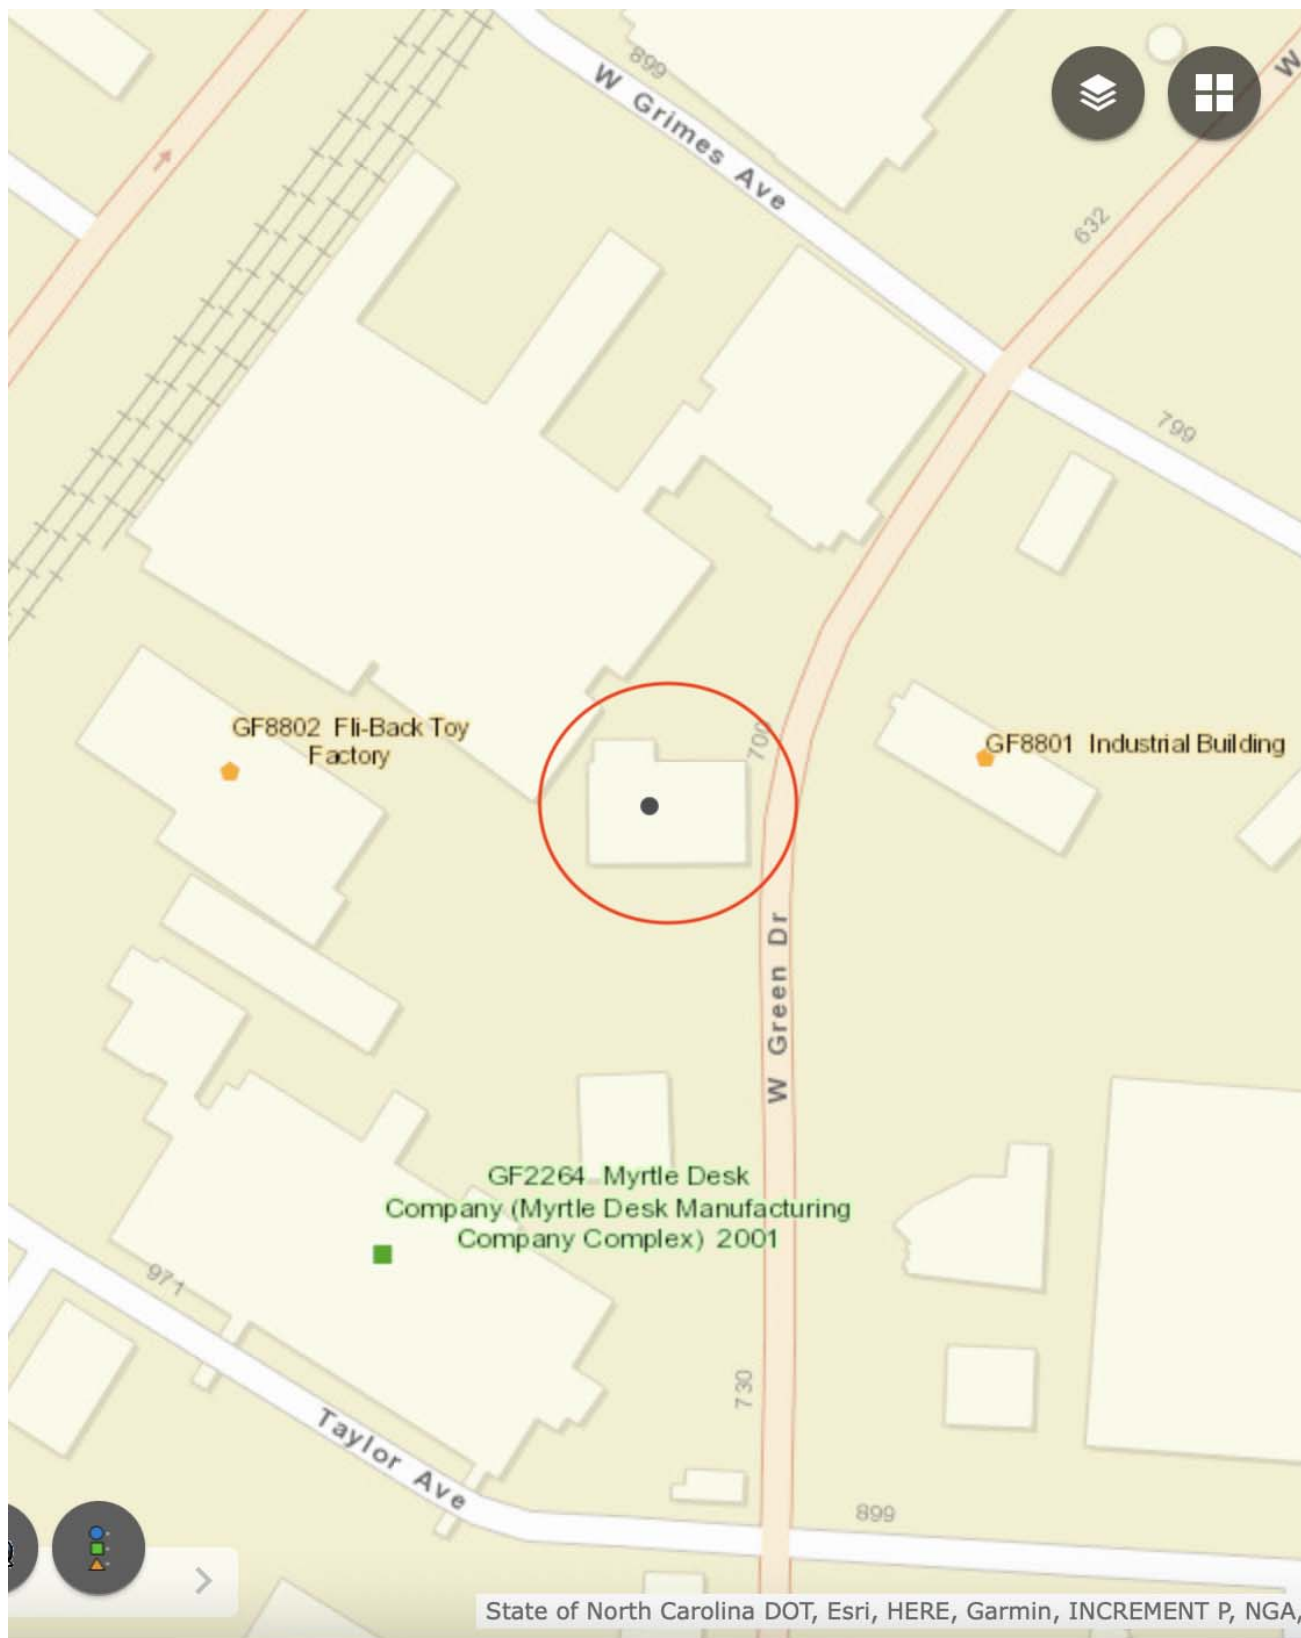 899
W Grimes Ave
W
632
799
GF8802 Fli-Back Toy
Factory
700
GF8801 Industrial Building
W Green Dr
GF2264 Myrtle Desk
Company (Myrtle Desk Manufacturing
Company Complex) 2001
971
730
Taylor Ave
899
State of North Carolina DOT, Esri, HERE, Garmin, INCREMENT P, NGA,